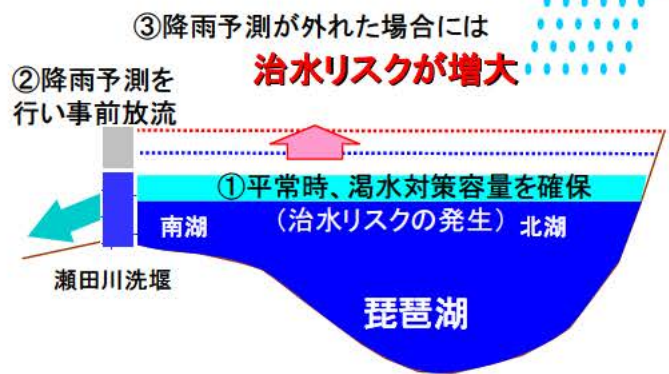 ③降雨予測が外れた場合には
治水リスクが増大
②降雨予測を
行い事前放流
①平常時、渇水対策容量を確保
(治水リスクの発生)
南湖
北湖
瀬田川洗堰
琵琶湖